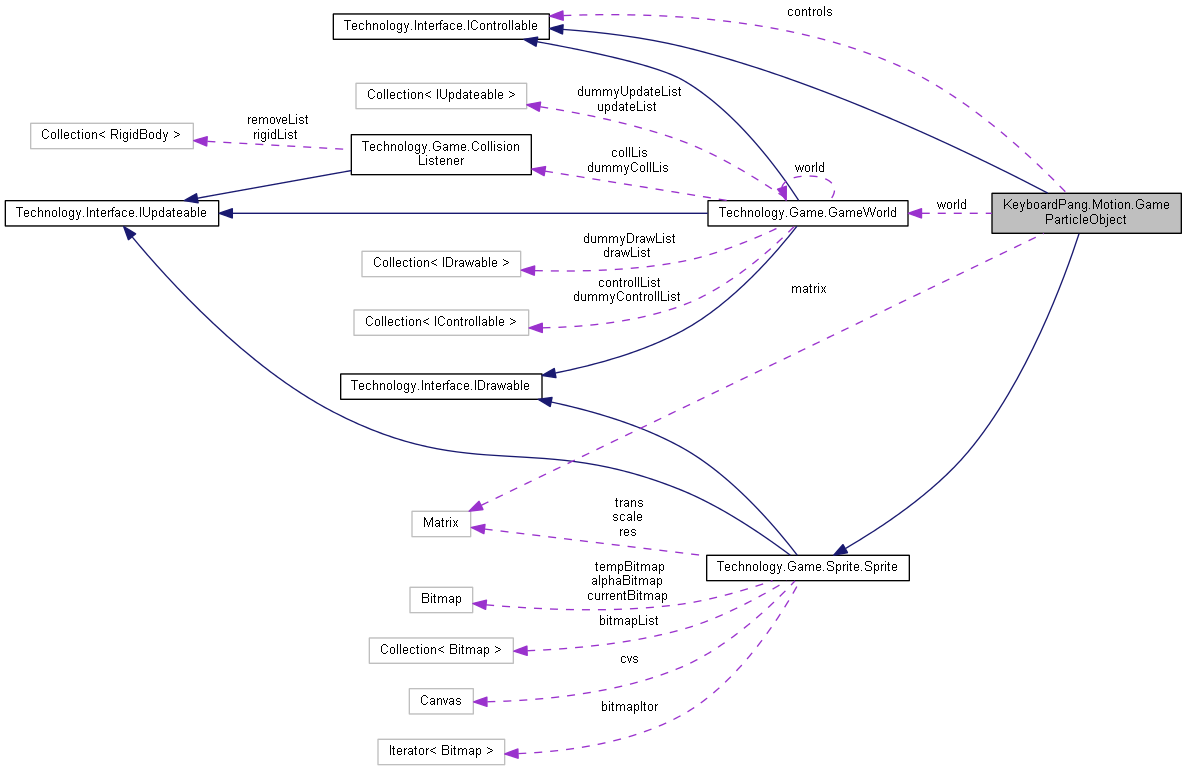 controls
Technology.Interface.IControllable
Collection< IUpdateable >
dummyUpdateList
updateList
removeList
rigidList
Collection< RigidBody >
Technology.Game.Collision
Listener
collLis
dummyCollLis
world
Technology.Interface.IUpdateable
Technology.Game.GameWorld
world
KeyboardPang.Motion.Game
ParticleObject
dummyDrawList
drawList
Collection< IDrawable >
controllList
dummyControllList
matrix
Collection< IControllable >
Technology.Interface.IDrawable
trans
scale
res
Matrix
Technology.Game.Sprite.Sprite
tempBitmap
alphaBitmap
currentBitmap
Bitmap
bitmapList
Collection< Bitmap >
cvs
Canvas
bitmapItor
Iterator< Bitmap >